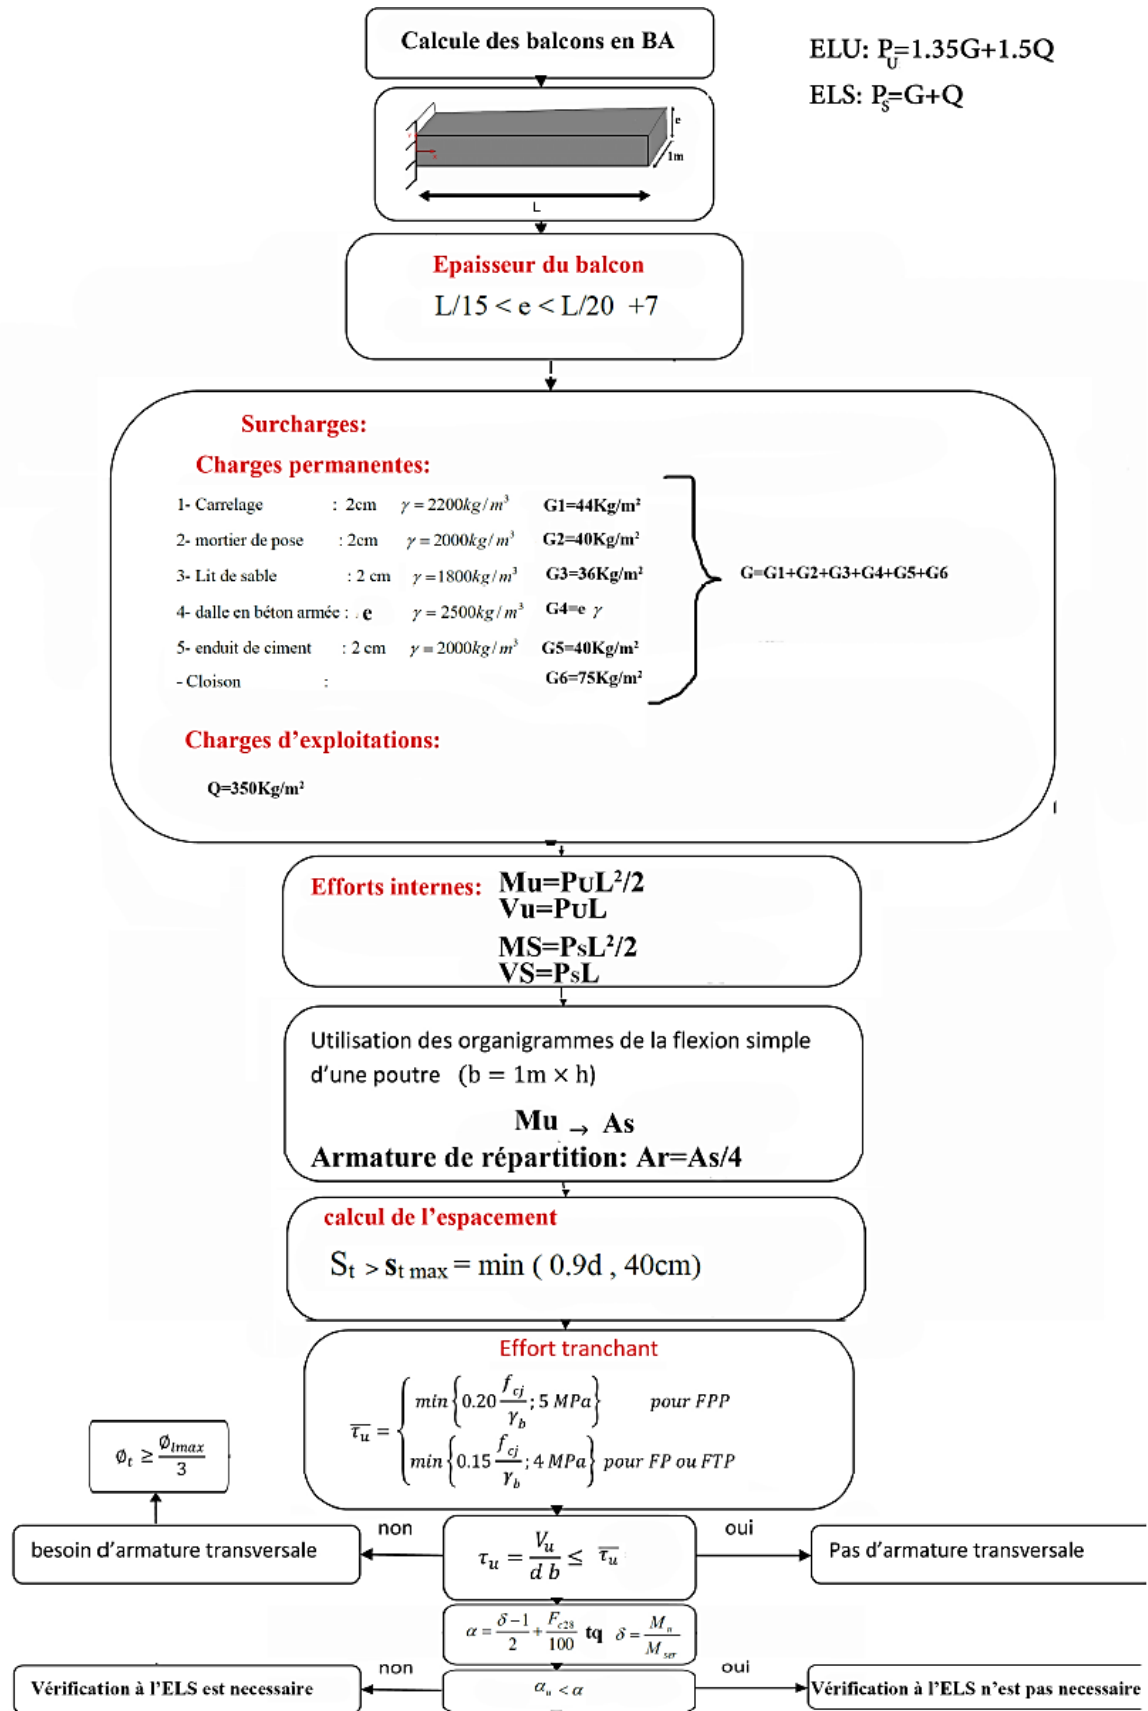 Calcule des balcons en BA
ELU: P_U=1.35G+1.5Q
ELS: P_S=G+Q
e
1m
L
Epaisseur du balcon
L/15 < e < L/20 +7
Surcharges:
Charges permanentes:
1- Carrelage : 2cm γ = 2200kg/m³ G1=44Kg/m²
2- mortier de pose : 2cm γ = 2000kg/m³ G2=40Kg/m²
3- Lit de sable : 2 cm γ = 1800kg/m³ G3=36Kg/m²
4- dalle en béton armée : e γ = 2500kg/m³ G4=e γ
5- enduit de ciment : 2 cm γ = 2000kg/m³ G5=40Kg/m²
- Cloison : G6=75Kg/m²
G=G1+G2+G3+G4+G5+G6
Charges d'exploitations:
Q=350Kg/m²
Efforts internes: Mu=PUL²/2
Vu=PUL
MS=PsL²/2
VS=PsL
Utilisation des organigrammes de la flexion simple
d'une poutre (b = 1m × h)
Mu → As
Armature de répartition: Ar=As/4
calcul de l'espacement
St > st max = min ( 0.9d , 40cm)
Effort tranchant
τ̅u = { min{0.20 fcj/γb ; 5 MPa} pour FPP
min{0.15 fcj/γb ; 4 MPa} pour FP ou FTP
Øt ≥ Ølmax/3
besoin d'armature transversale
non
τu = Vu/d b ≤ τ̅u
oui
Pas d'armature transversale
α = δ−1/2 + Fc28/100 tq δ = Mu/Mser
Vérification à l'ELS est necessaire
non
αu < α
oui
Vérification à l'ELS n'est pas necessaire